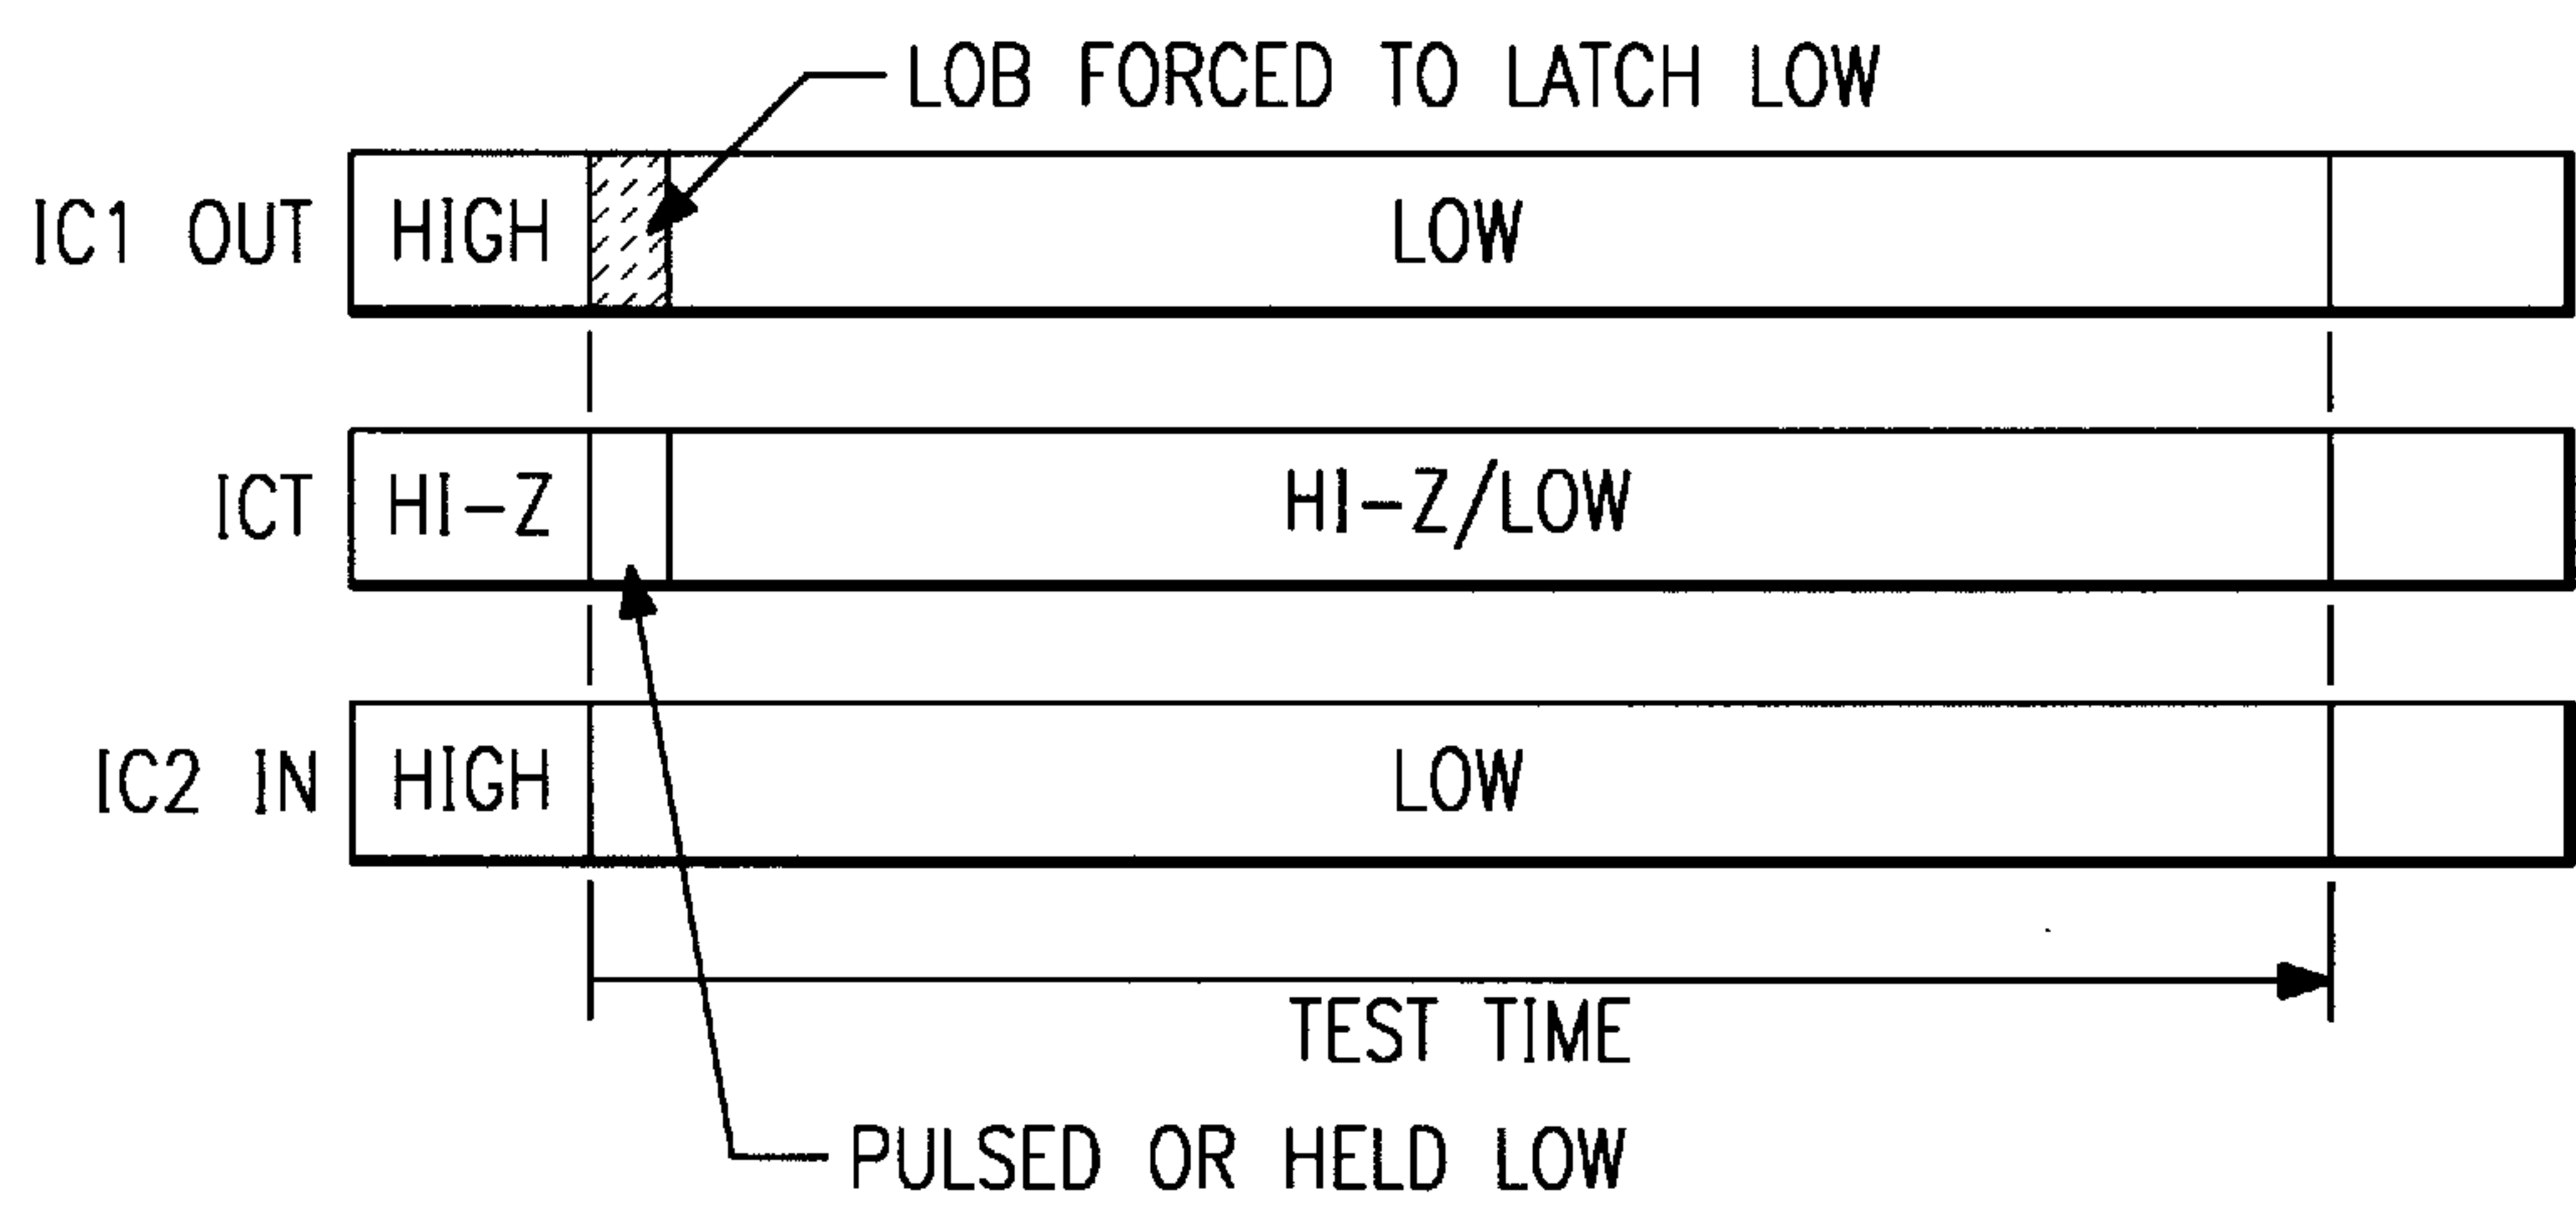 LOB FORCED TO LATCH LOW
IC1 OUT HIGH LOW
ICT HI-Z HI-Z/LOW
IC2 IN HIGH LOW
TEST TIME
PULSED OR HELD LOW